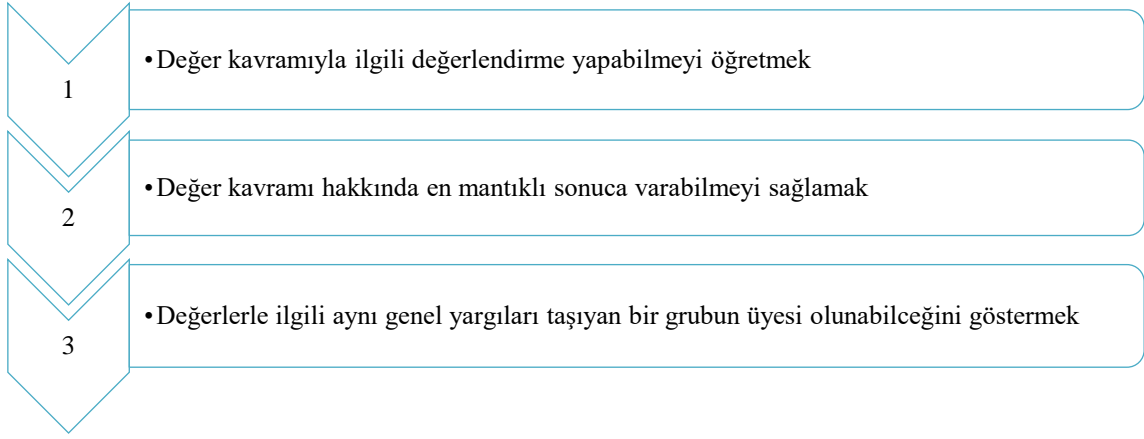 1
•Değer kavramıyla ilgili değerlendirme yapabilmeyi öğretmek
2
•Değer kavramı hakkında en mantıklı sonuca varabilmeyi sağlamak
3
•Değerlerle ilgili aynı genel yargıları taşıyan bir grubun üyesi olunabilceğini göstermek